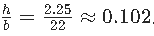 h/b = 2.25/22 ≈ 0.102.